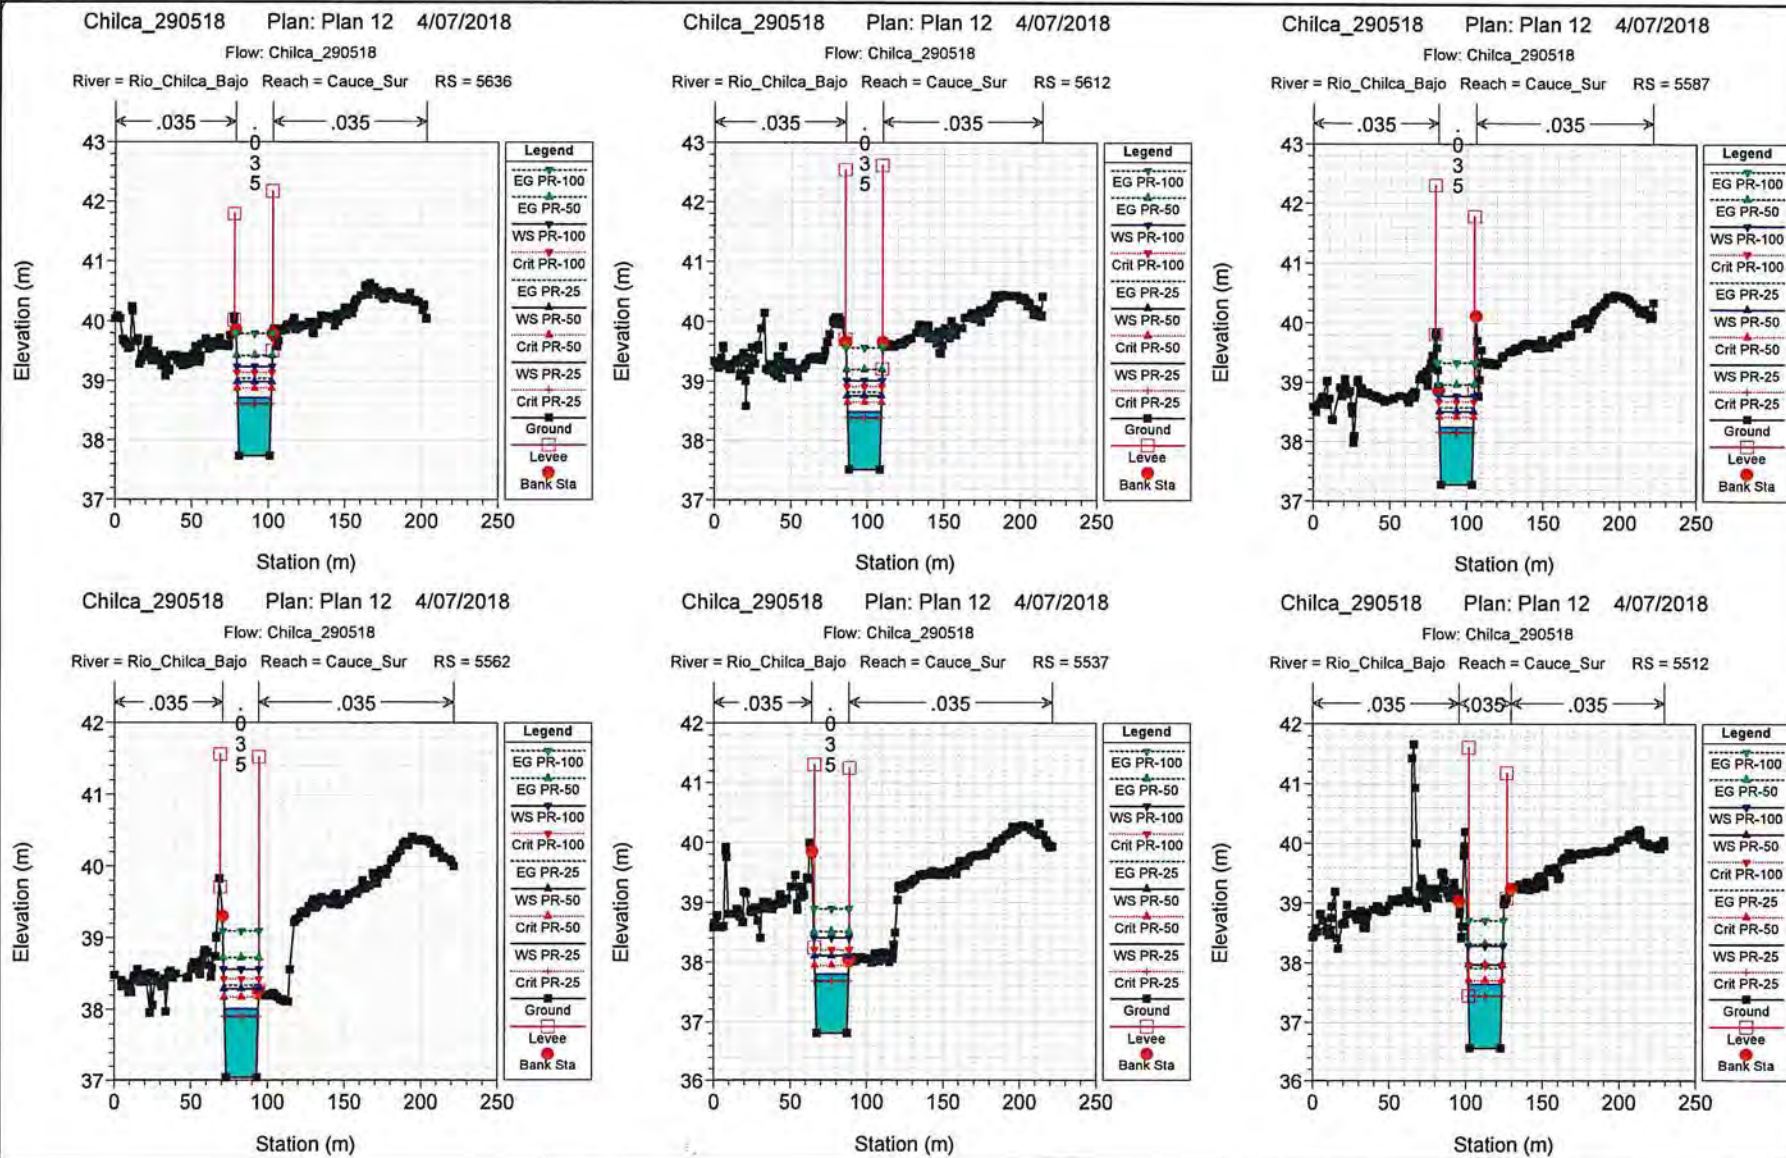 Chilca_290518 Plan: Plan 12 4/07/2018
Flow: Chilca_290518
River = Rio_Chilca_Bajo Reach = Cauce_Sur RS = 5636
.035 .035 .035
43
42
41
40
39
38
37
Elevation (m)
0 50 100 150 200 250
Station (m)
Legend
EG PR-100
EG PR-50
WS PR-100
Crit PR-100
EG PR-25
WS PR-50
Crit PR-50
WS PR-25
Crit PR-25
Ground
Levee
Bank Sta
Chilca_290518 Plan: Plan 12 4/07/2018
Flow: Chilca_290518
River = Rio_Chilca_Bajo Reach = Cauce_Sur RS = 5612
.035 .035 .035
43
42
41
40
39
38
37
Elevation (m)
0 50 100 150 200 250
Station (m)
Legend
EG PR-100
EG PR-50
WS PR-100
Crit PR-100
EG PR-25
WS PR-50
Crit PR-50
WS PR-25
Crit PR-25
Ground
Levee
Bank Sta
Chilca_290518 Plan: Plan 12 4/07/2018
Flow: Chilca_290518
River = Rio_Chilca_Bajo Reach = Cauce_Sur RS = 5587
.035 .035 .035
43
42
41
40
39
38
37
Elevation (m)
0 50 100 150 200 250
Station (m)
Legend
EG PR-100
EG PR-50
WS PR-100
Crit PR-100
EG PR-25
WS PR-50
Crit PR-50
WS PR-25
Crit PR-25
Ground
Levee
Bank Sta
Chilca_290518 Plan: Plan 12 4/07/2018
Flow: Chilca_290518
River = Rio_Chilca_Bajo Reach = Cauce_Sur RS = 5562
.035 .035 .035
42
41
40
39
38
37
Elevation (m)
0 50 100 150 200 250
Station (m)
Legend
EG PR-100
EG PR-50
WS PR-100
Crit PR-100
EG PR-25
WS PR-50
Crit PR-50
WS PR-25
Crit PR-25
Ground
Levee
Bank Sta
Chilca_290518 Plan: Plan 12 4/07/2018
Flow: Chilca_290518
River = Rio_Chilca_Bajo Reach = Cauce_Sur RS = 5537
.035 .035 .035
42
41
40
39
38
37
36
Elevation (m)
0 50 100 150 200 250
Station (m)
Legend
EG PR-100
EG PR-50
WS PR-100
Crit PR-100
EG PR-25
WS PR-50
Crit PR-50
WS PR-25
Crit PR-25
Ground
Levee
Bank Sta
Chilca_290518 Plan: Plan 12 4/07/2018
Flow: Chilca_290518
River = Rio_Chilca_Bajo Reach = Cauce_Sur RS = 5512
.035 .035 .035
42
41
40
39
38
37
36
Elevation (m)
0 50 100 150 200 250
Station (m)
Legend
EG PR-100
EG PR-50
WS PR-100
WS PR-50
Crit PR-100
EG PR-25
Crit PR-50
WS PR-25
Crit PR-25
Ground
Levee
Bank Sta